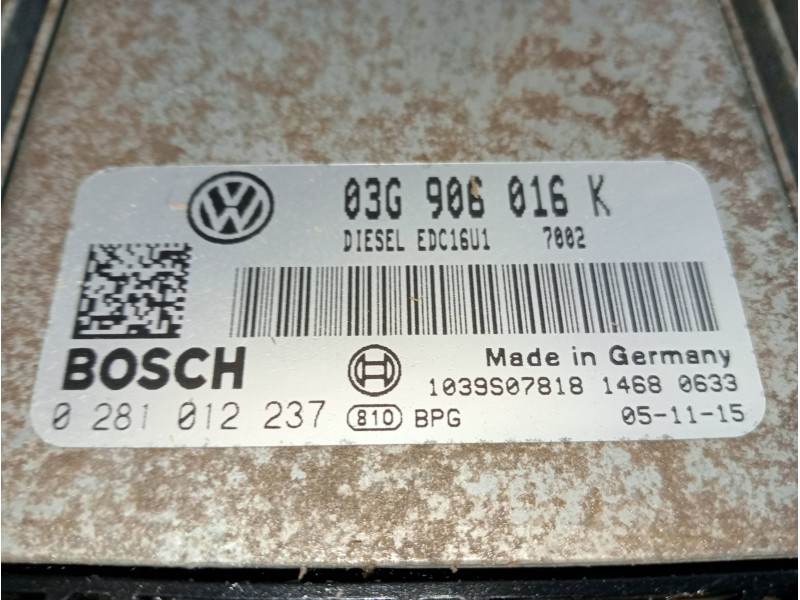 03G 906 016 K
DIESEL EDC16U1 7002
BOSCH
Made in Germany
1039S07818 1468 0633
0 281 012 237 810 BPG 05-11-15